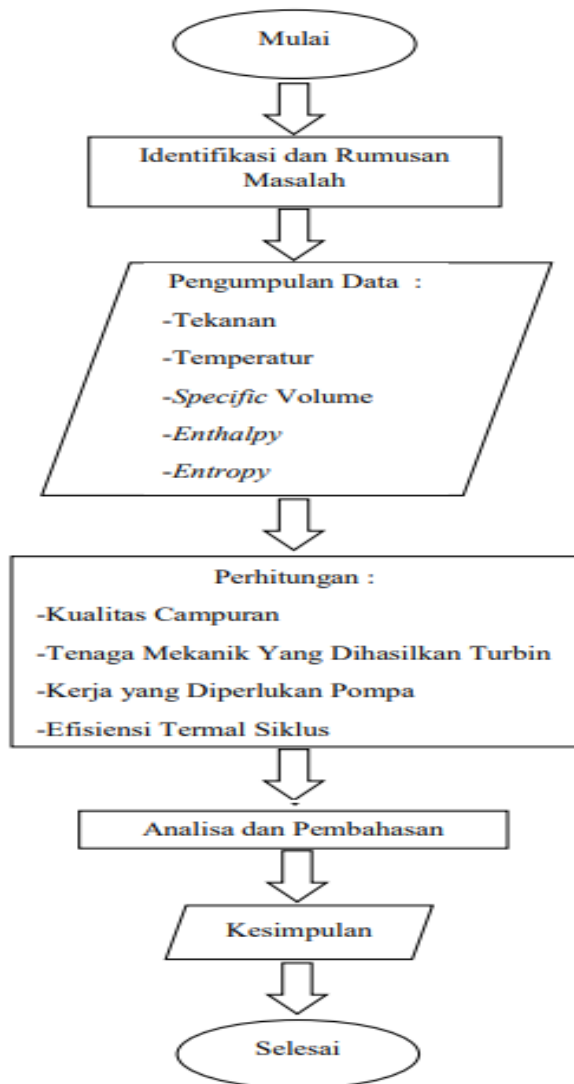 Mulai
Identifikasi dan Rumusan
Masalah
Pengumpulan Data :
-Tekanan
-Temperatur
-Specific Volume
-Enthalpy
-Entropy
Perhitungan :
-Kualitas Campuran
-Tenaga Mekanik Yang Dihasilkan Turbin
-Kerja yang Diperlukan Pompa
-Efisiensi Termal Siklus
Analisa dan Pembahasan
Kesimpulan
Selesai